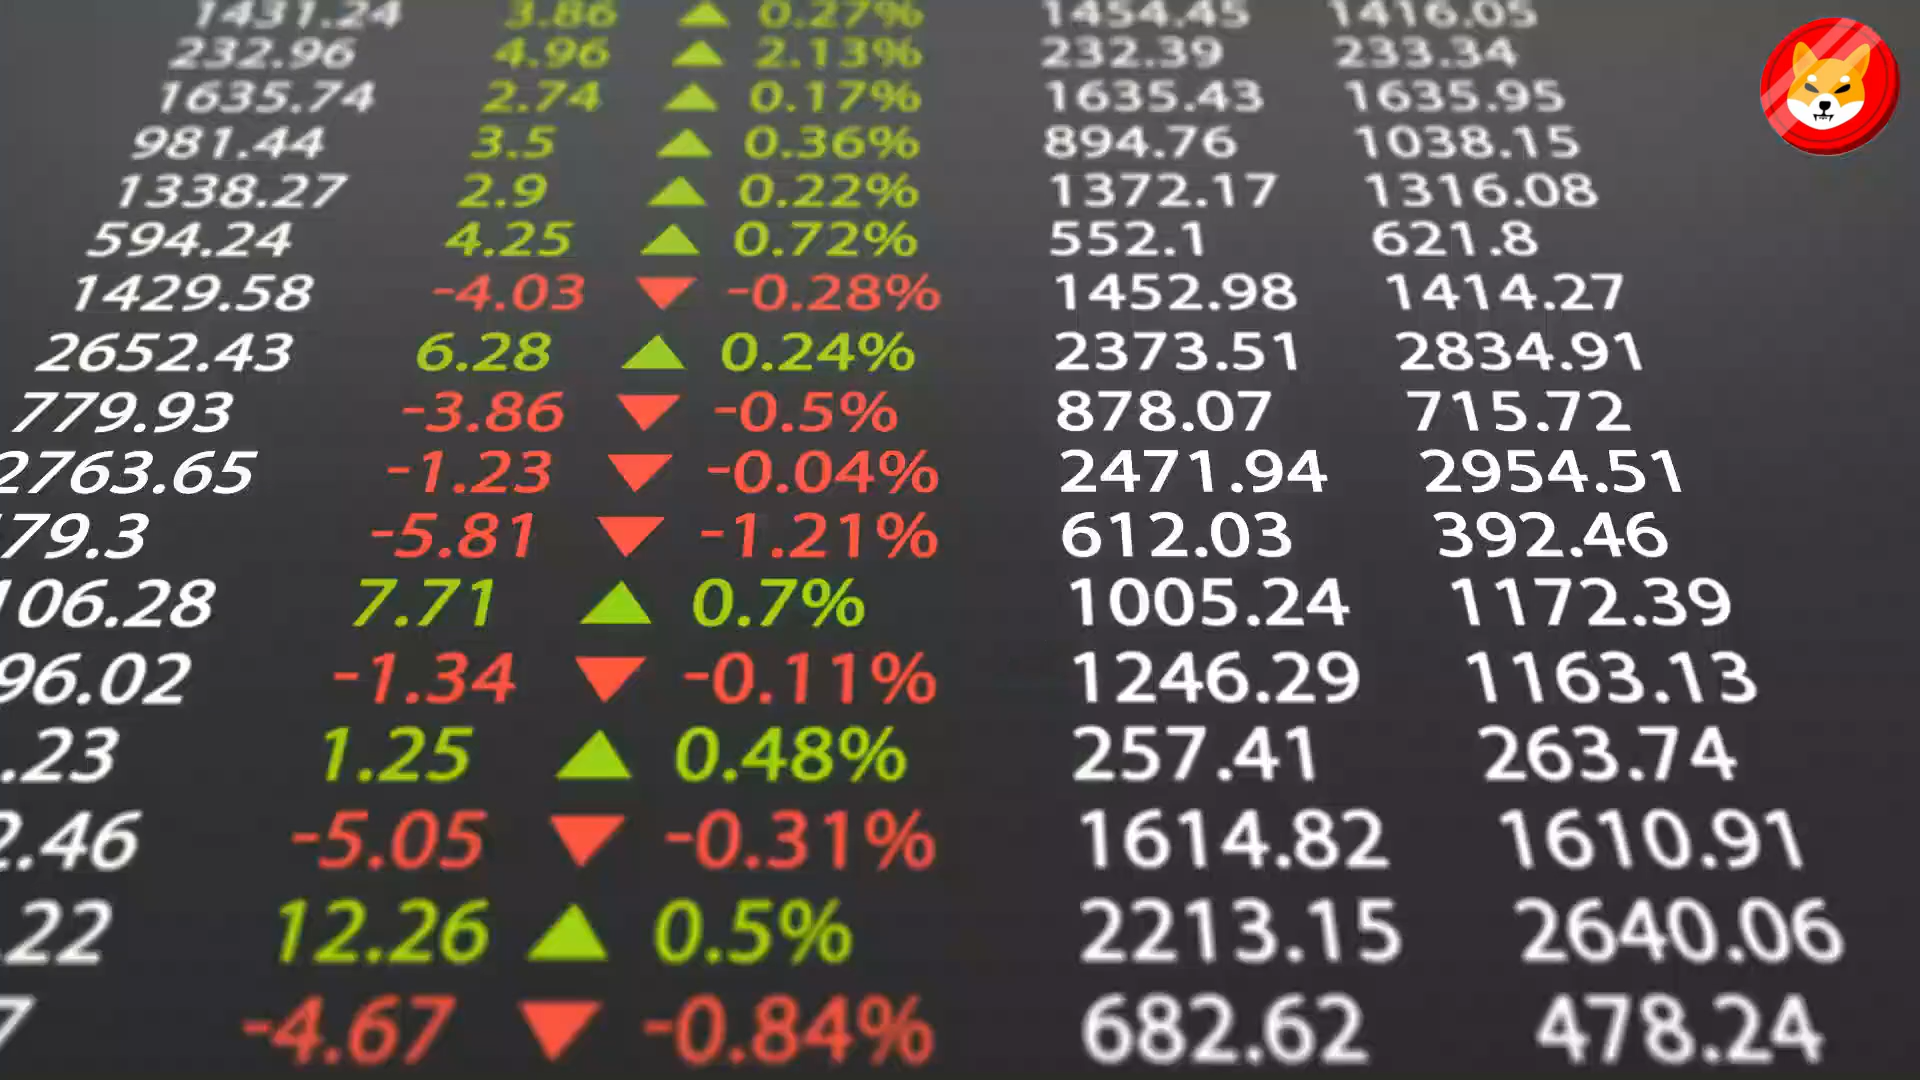 1431.24 3.86 ▲ 0.27% 1454.45 1416.05
232.96 4.96 ▲ 2.13% 232.39 233.34
1635.74 2.74 ▲ 0.17% 1635.43 1635.95
981.44 3.5 ▲ 0.36% 894.76 1038.15
1338.27 2.9 ▲ 0.22% 1372.17 1316.08
594.24 4.25 ▲ 0.72% 552.1 621.8
1429.58 -4.03 ▼ -0.28% 1452.98 1414.27
2652.43 6.28 ▲ 0.24% 2373.51 2834.91
779.93 -3.86 ▼ -0.5% 878.07 715.72
2763.65 -1.23 ▼ -0.04% 2471.94 2954.51
79.3 -5.81 ▼ -1.21% 612.03 392.46
106.28 7.71 ▲ 0.7% 1005.24 1172.39
96.02 -1.34 ▼ -0.11% 1246.29 1163.13
.23 1.25 ▲ 0.48% 257.41 263.74
2.46 -5.05 ▼ -0.31% 1614.82 1610.91
.22 12.26 ▲ 0.5% 2213.15 2640.06
7 -4.67 ▼ -0.84% 682.62 478.24